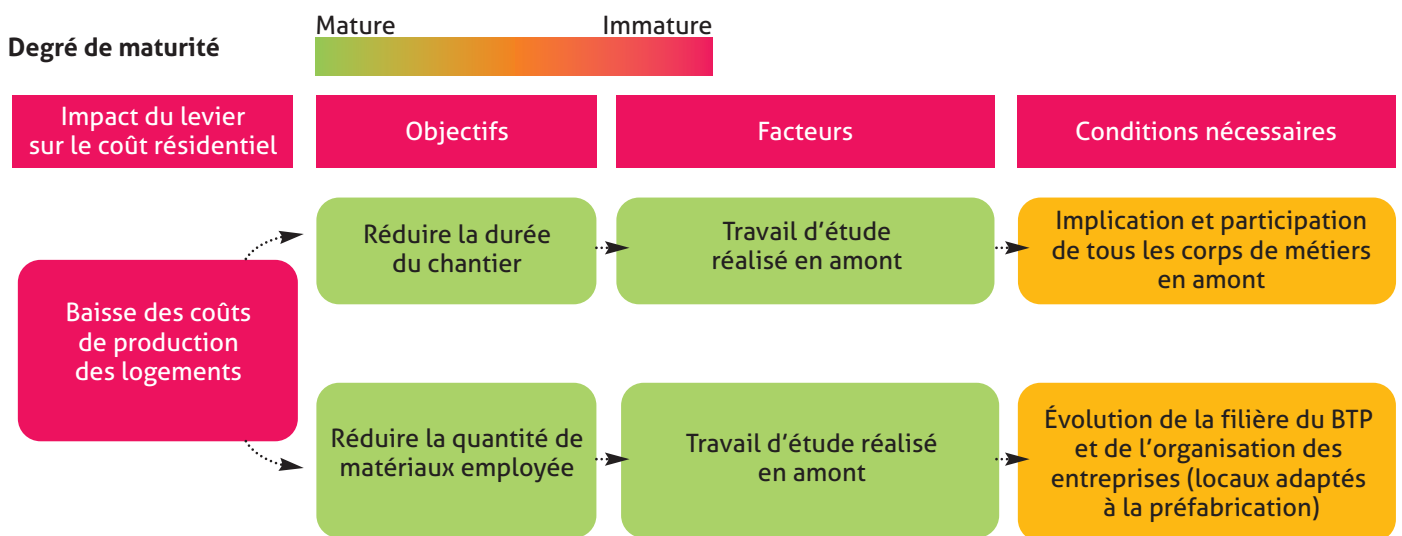 Degré de maturité
Mature
Immature
Impact du levier
sur le coût résidentiel
Objectifs
Facteurs
Conditions nécessaires
Baisse des coûts
de production
des logements
Réduire la durée
du chantier
Travail d’étude
réalisé en amont
Implication et participation
de tous les corps de métiers
en amont
Réduire la quantité de
matériaux employée
Travail d’étude réalisé
en amont
Évolution de la filière du BTP
et de l’organisation des
entreprises (locaux adaptés
à la préfabrication)